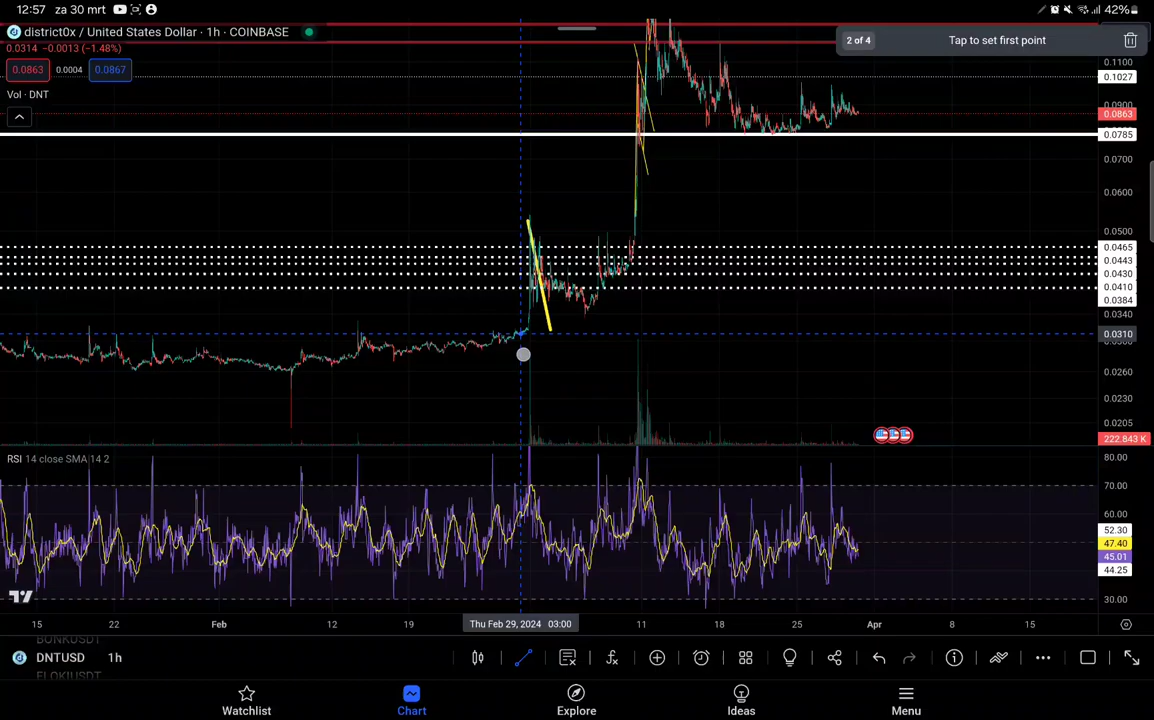 12:57 za 30 mrt 42%
district0x / United States Dollar · 1h · COINBASE
0.0314 −0.0013 (−1.48%)
0.0863 0.0004 0.0867
Vol · DNT
2 of 4 Tap to set first point
0.1100
0.1027
0.0900
0.0863
0.0785
0.0700
0.0600
0.0500
0.0465
0.0443
0.0430
0.0410
0.0384
0.0340
0.0310
0.0260
0.0230
0.0205
222.843 K
RSI 14 close SMA 14 2
80.00
70.00
60.00
52.30
47.40
45.01
44.25
30.00
15 22 Feb 12 19 Thu Feb 29, 2024 03:00 11 18 25 Apr 8 15
BONKUSDT
DNTUSD 1h
FLOKIUSDT
Watchlist Chart Explore Ideas Menu